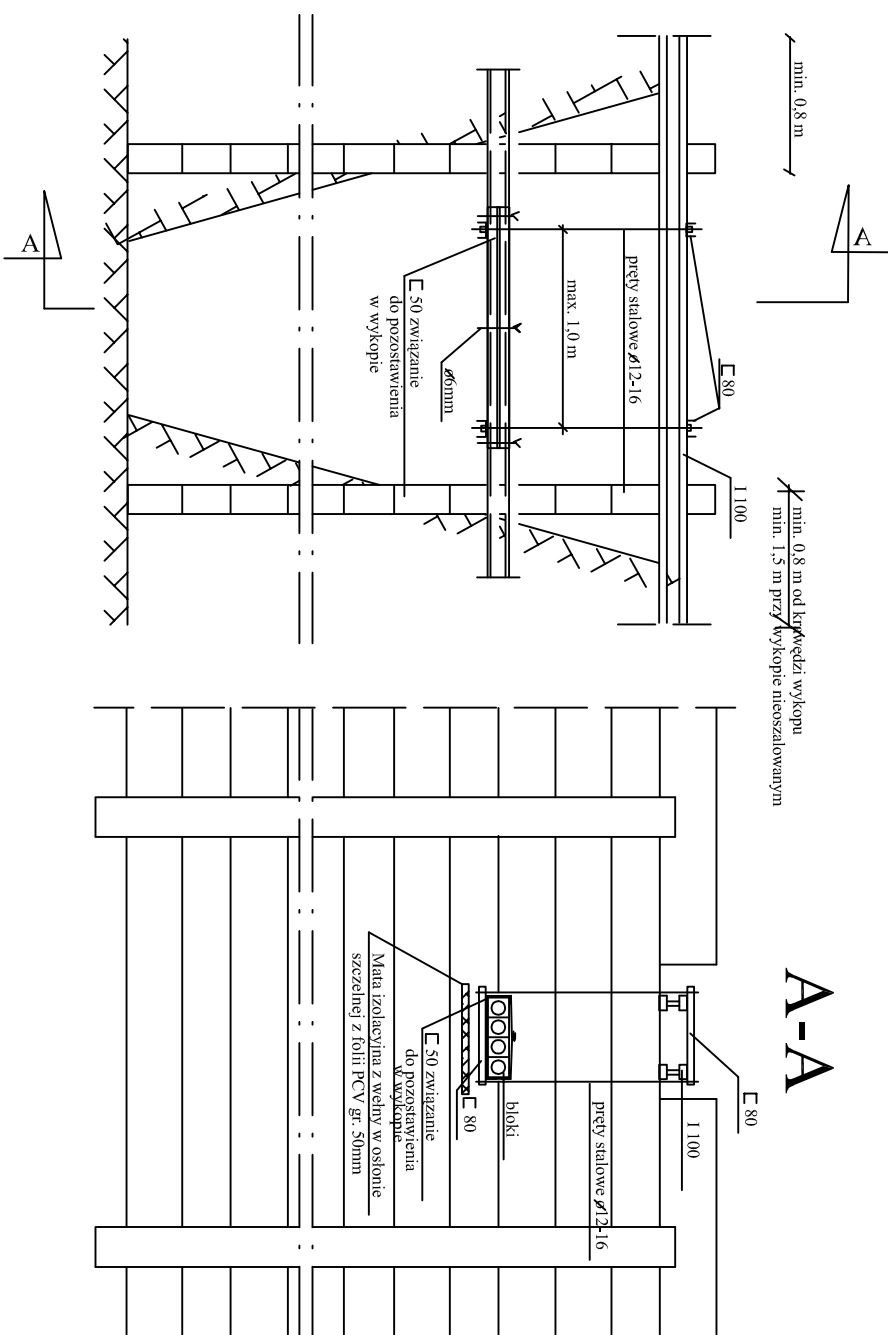 min. 0,8 m
A
A
⊏ 80
I 100
pręty stalowe ø12-16
max. 1,0 m
ø6mm
⊏ 50 związanie
do pozostawienia
w wykopie
min. 0,8 m od krawędzi wykopu
min. 1,5 m przy wykopie nieoszalowanym
A-A
⊏ 80
I 100
pręty stalowe ø12-16
bloki
⊏ 80
⊏ 50 związanie
do pozostawienia
w wykopie
Mata izolacyjna z wełny w osłonie
szczelnej z folii PCV gr. 50mm